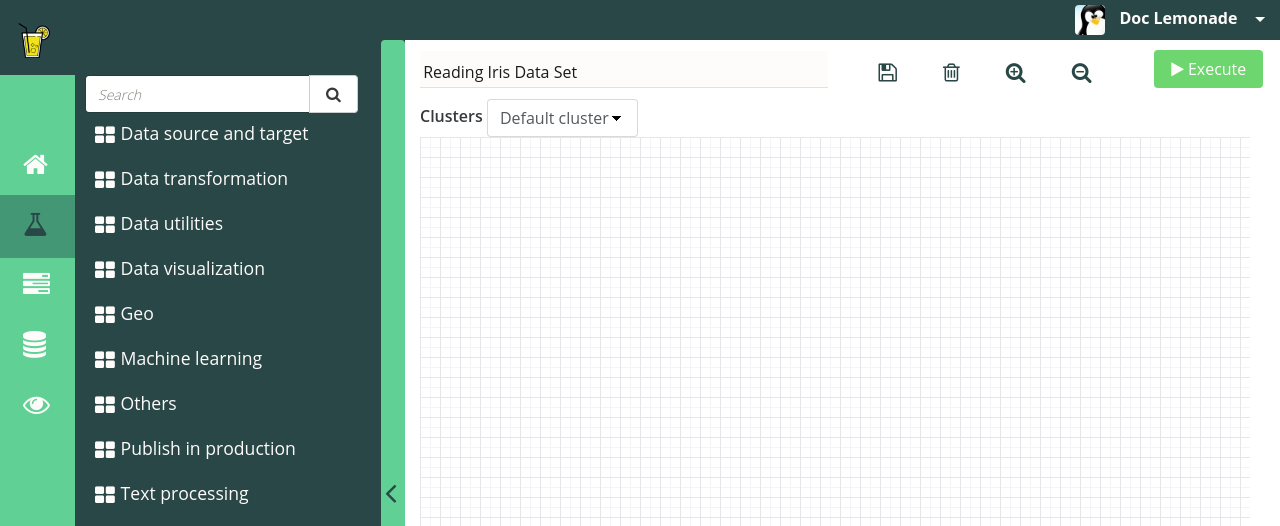 Doc Lemonade
Search
Data source and target
Data transformation
Data utilities
Data visualization
Geo
Machine learning
Others
Publish in production
Text processing
Reading Iris Data Set
Execute
Clusters Default cluster